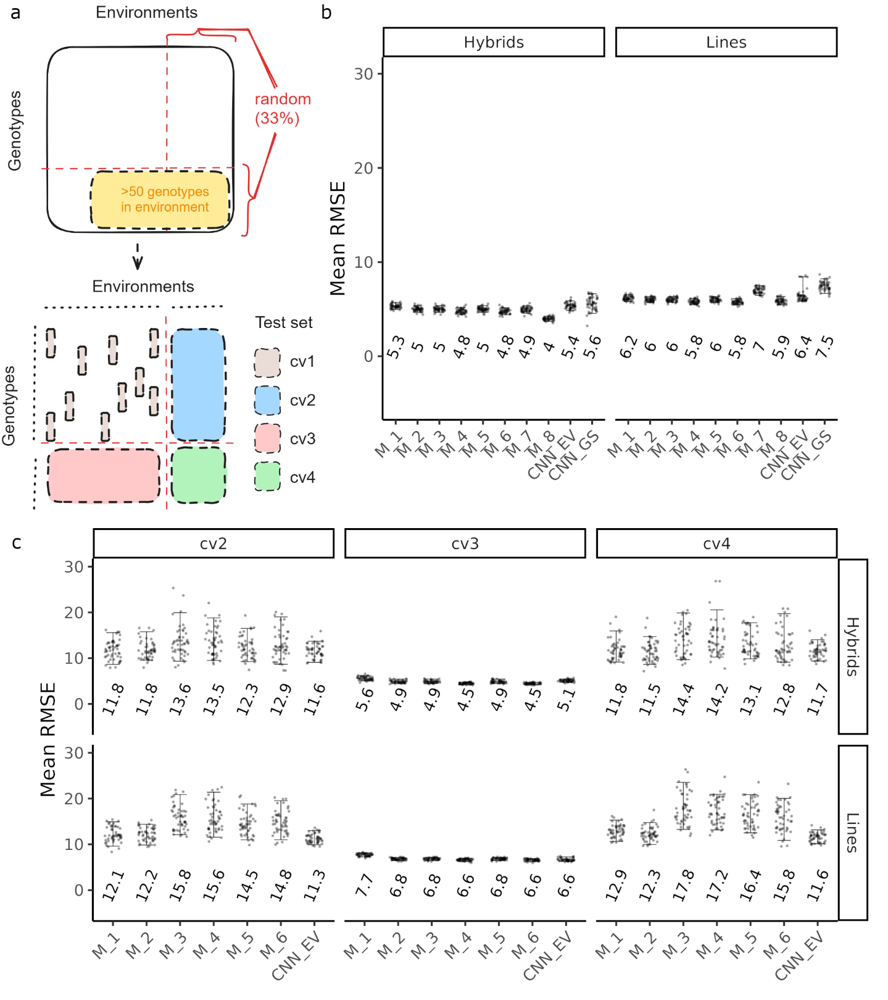 a
Environments
Genotypes
random
(33%)
>50 genotypes
in environment
Environments
Genotypes
Test set
cv1
cv2
cv3
cv4
b
Hybrids
Lines
Mean RMSE
30
20
10
0
5.3 5 5 4.8 5 4.8 4.9 4 5.4 5.6
6.2 6 6 5.8 6 5.8 7 5.9 6.4 7.5
M_1 M_2 M_3 M_4 M_5 M_6 M_7 M_8 CNN_EV CNN_GS
M_1 M_2 M_3 M_4 M_5 M_6 M_7 M_8 CNN_EV CNN_GS
c
cv2
cv3
cv4
Mean RMSE
Hybrids
30
20
10
0
11.8 11.8 13.6 13.5 12.3 12.9 11.6
5.6 4.9 4.9 4.5 4.9 4.5 5.1
11.8 11.5 14.4 14.2 13.1 12.8 11.7
Lines
30
20
10
0
12.1 12.2 15.8 15.6 14.5 14.8 11.3
7.7 6.8 6.8 6.6 6.8 6.6 6.6
12.9 12.3 17.8 17.2 16.4 15.8 11.6
M_1 M_2 M_3 M_4 M_5 M_6 CNN_EV
M_1 M_2 M_3 M_4 M_5 M_6 CNN_EV
M_1 M_2 M_3 M_4 M_5 M_6 CNN_EV